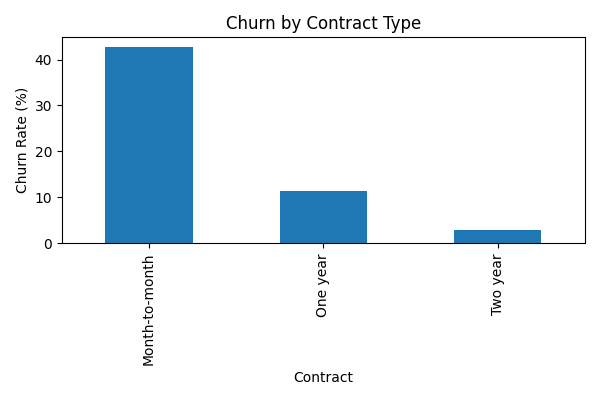 Churn by Contract Type
Churn Rate (%)
40
30
20
10
0
Month-to-month
One year
Two year
Contract